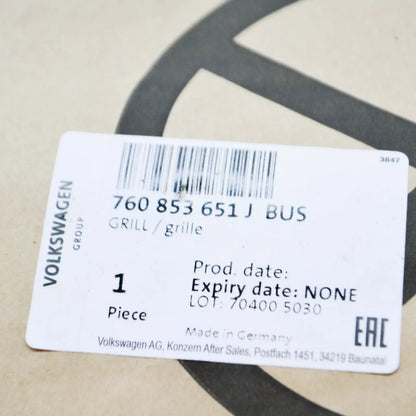 3647
VOLKSWAGEN
GROUP
760 853 651 J BUS
GRILL / grille
1
Piece
Prod. date:
Expiry date: NONE
LOT: 70400 5030
Made in Germany
EAC
Volkswagen AG, Konzern After Sales, Postfach 1451, 34219 Baunatal